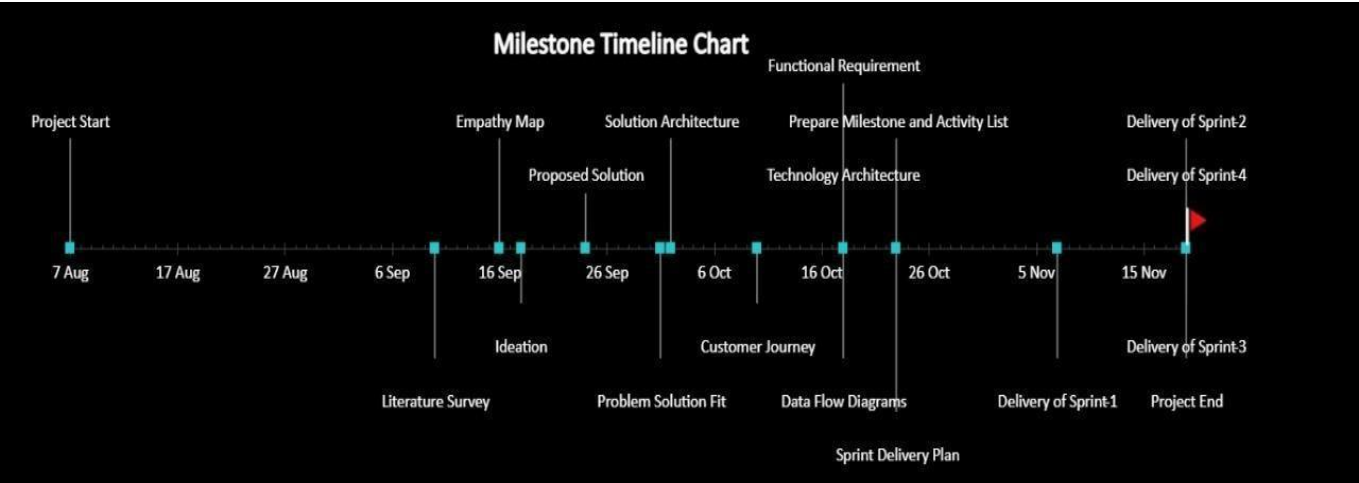 Milestone Timeline Chart
Functional Requirement
Project Start
Empathy Map
Solution Architecture
Prepare Milestone and Activity List
Delivery of Sprint-2
Proposed Solution
Technology Architecture
Delivery of Sprint-4
7 Aug
17 Aug
27 Aug
6 Sep
16 Sep
26 Sep
6 Oct
16 Oct
26 Oct
5 Nov
15 Nov
Ideation
Customer Journey
Delivery of Sprint-3
Literature Survey
Problem Solution Fit
Data Flow Diagrams
Delivery of Sprint-1
Project End
Sprint Delivery Plan